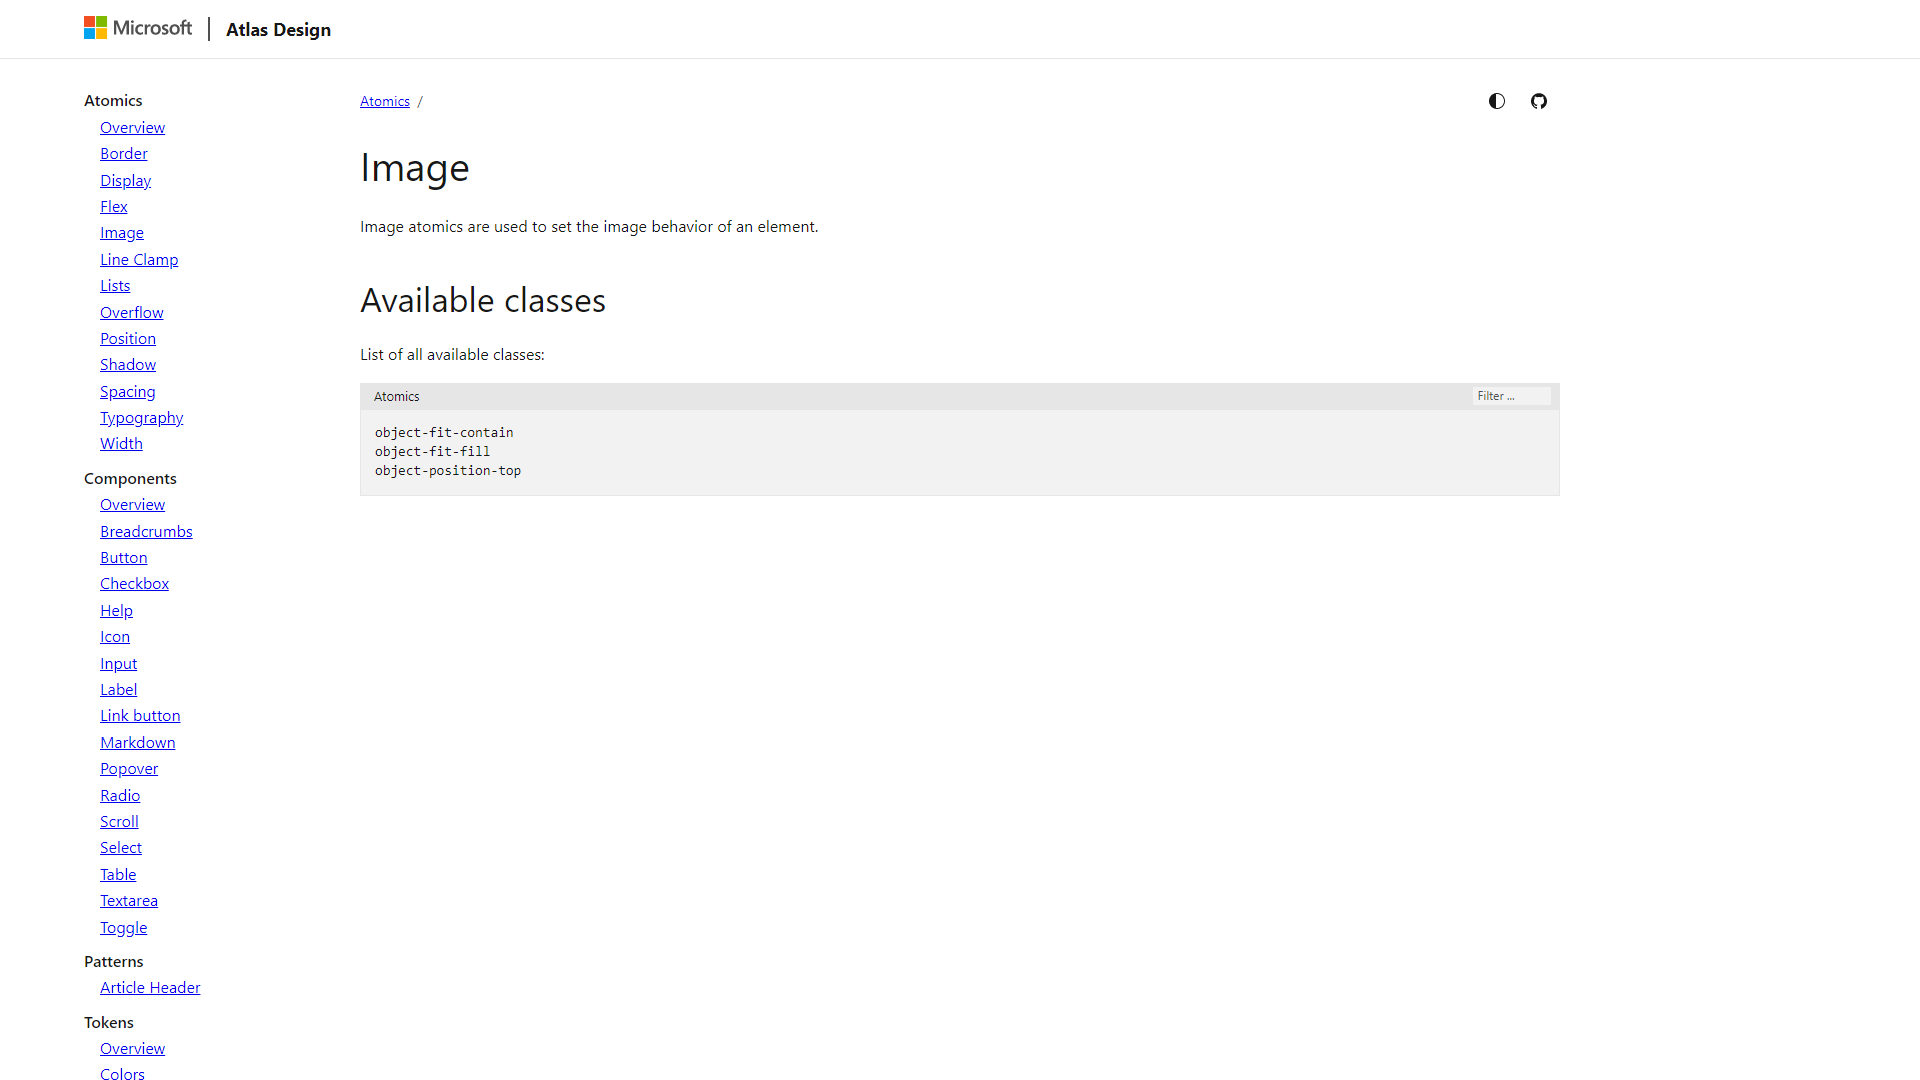 Microsoft
Atlas Design
Atomics
Overview
Border
Display
Flex
Image
Line Clamp
Lists
Overflow
Position
Shadow
Spacing
Typography
Width
Components
Overview
Breadcrumbs
Button
Checkbox
Help
Icon
Input
Label
Link button
Markdown
Popover
Radio
Scroll
Select
Table
Textarea
Toggle
Patterns
Article Header
Tokens
Overview
Colors
Atomics /
Image
Image atomics are used to set the image behavior of an element.
Available classes
List of all available classes:
Atomics
Filter ...
object-fit-contain
object-fit-fill
object-position-top